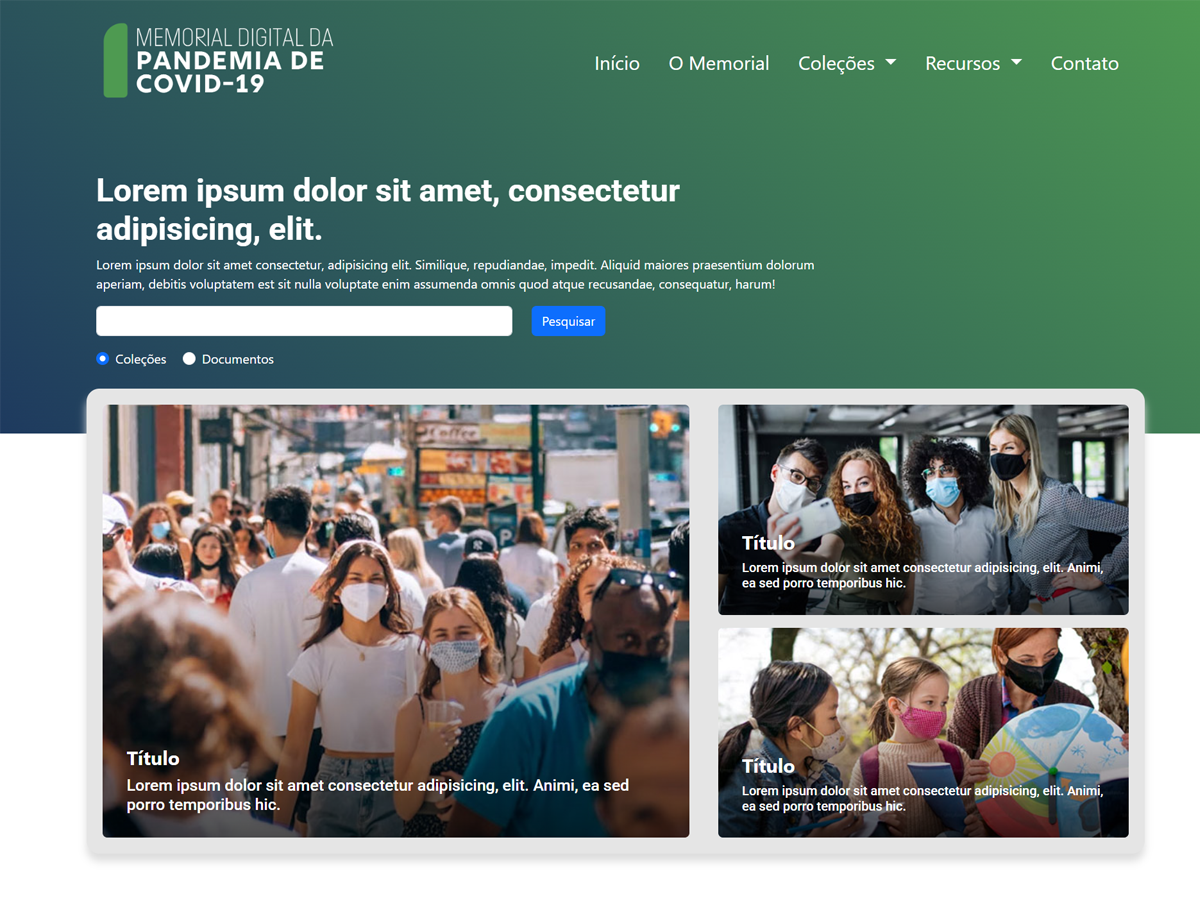 MEMORIAL DIGITAL DA
PANDEMIA DE
COVID-19
Início
O Memorial
Coleções
Recursos
Contato
Lorem ipsum dolor sit amet, consectetur
adipisicing, elit.
Lorem ipsum dolor sit amet consectetur, adipisicing elit. Similique, repudiandae, impedit. Aliquid maiores praesentium dolorum
aperiam, debitis voluptatem est sit nulla voluptate enim assumenda omnis quod atque recusandae, consequatur, harum!
Pesquisar
Coleções
Documentos
Coffee
Título
Lorem ipsum dolor sit amet consectetur adipisicing, elit. Animi, ea sed
porro temporibus hic.
Título
Lorem ipsum dolor sit amet consectetur adipisicing, elit. Animi,
ea sed porro temporibus hic.
Título
Lorem ipsum dolor sit amet consectetur adipisicing, elit. Animi,
ea sed porro temporibus hic.